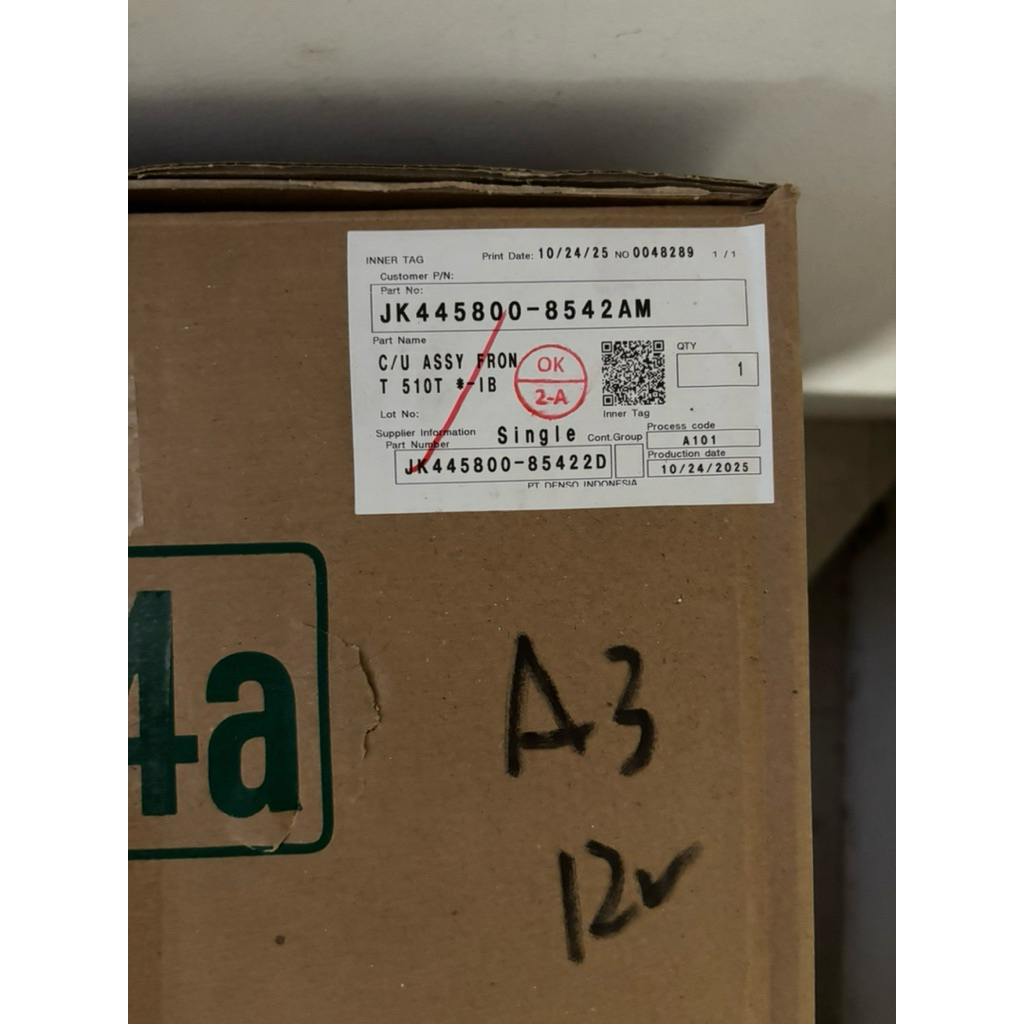 INNER TAG Print Date: 10/24/25 NO 0048289 1 / 1
Customer P/N:
Part No:
JK445800-8542AM
Part Name
C/U ASSY FRON
T 510T *-IB
OK
2-A
QTY
1
Inner Tag
Lot No:
Supplier Information
Single
Cont.Group
Process code
A101
Part Number
JK445800-85422D
Production date
10/24/2025
PT DENSO INDONESIA
4a
A3
12v